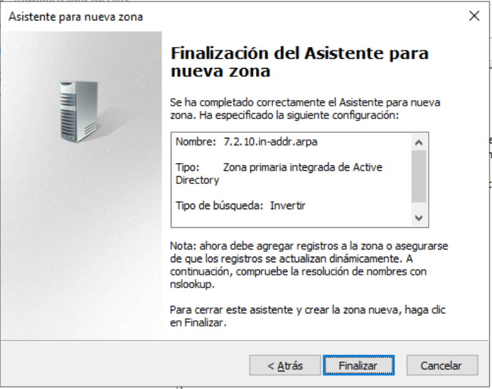 Asistente para nueva zona
Finalización del Asistente para
nueva zona
Se ha completado correctamente el Asistente para nueva
zona. Ha especificado la siguiente configuración:
Nombre: 7.2.10.in-addr.arpa
Tipo: Zona primaria integrada de Active
Directory
Tipo de búsqueda: Invertir
Nota: ahora debe agregar registros a la zona o asegurarse
de que los registros se actualizan dinámicamente. A
continuación, compruebe la resolución de nombres con
nslookup.
Para cerrar este asistente y crear la zona nueva, haga clic
en Finalizar.
< Atrás Finalizar Cancelar